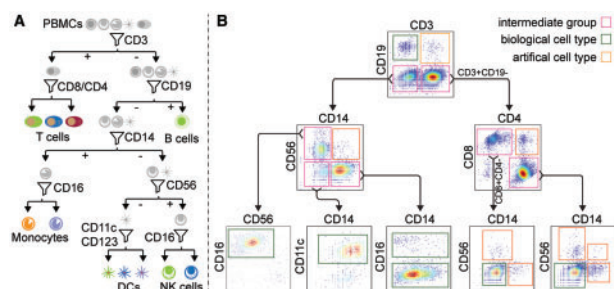 A
PBMCs
CD3
+
-
CD8/CD4
CD19
-
+
T cells
CD14
B cells
+
-
CD16
CD56
-
+
Monocytes
CD11c
CD123
CD16
DCs
NK cells
B
CD3
CD19
intermediate group
biological cell type
artifical cell type
CD3+CD19-
CD14
CD56
CD4
CD8
CD8+CD4-
CD56
CD16
CD14
CD11c
CD14
CD16
CD14
CD56
CD14
CD56